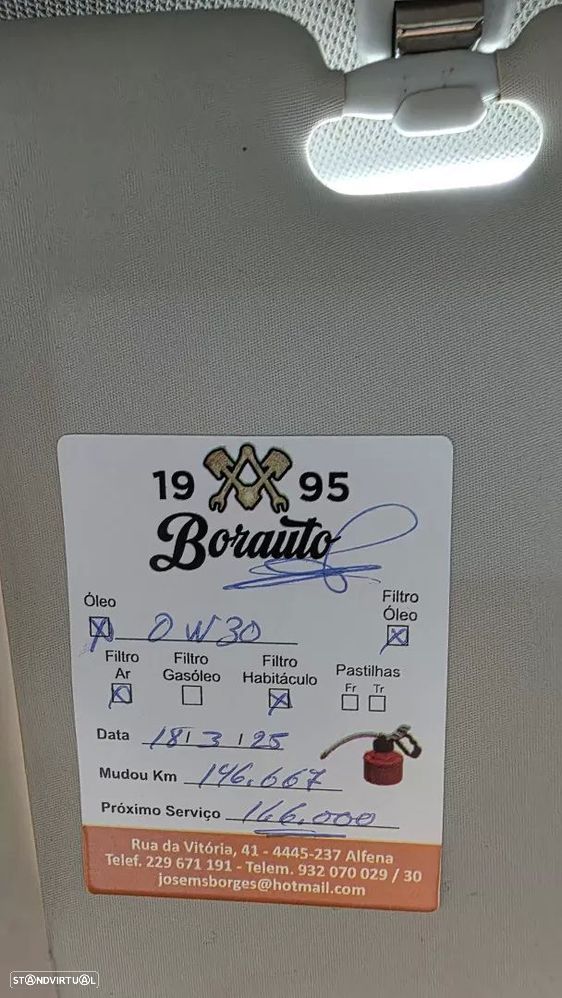 19 95
Borauto
Óleo
0W30
Filtro
Óleo
Filtro
Ar
Filtro
Gasóleo
Filtro
Habitáculo
Pastilhas
Fr Tr
Data 18/3/25
Mudou Km 146.667
Próximo Serviço 166.000
Rua da Vitória, 41 - 4445-237 Alfena
Telef. 229 671 191 - Telem. 932 070 029 / 30
josemsborges@hotmail.com
STANDVIRTUAL